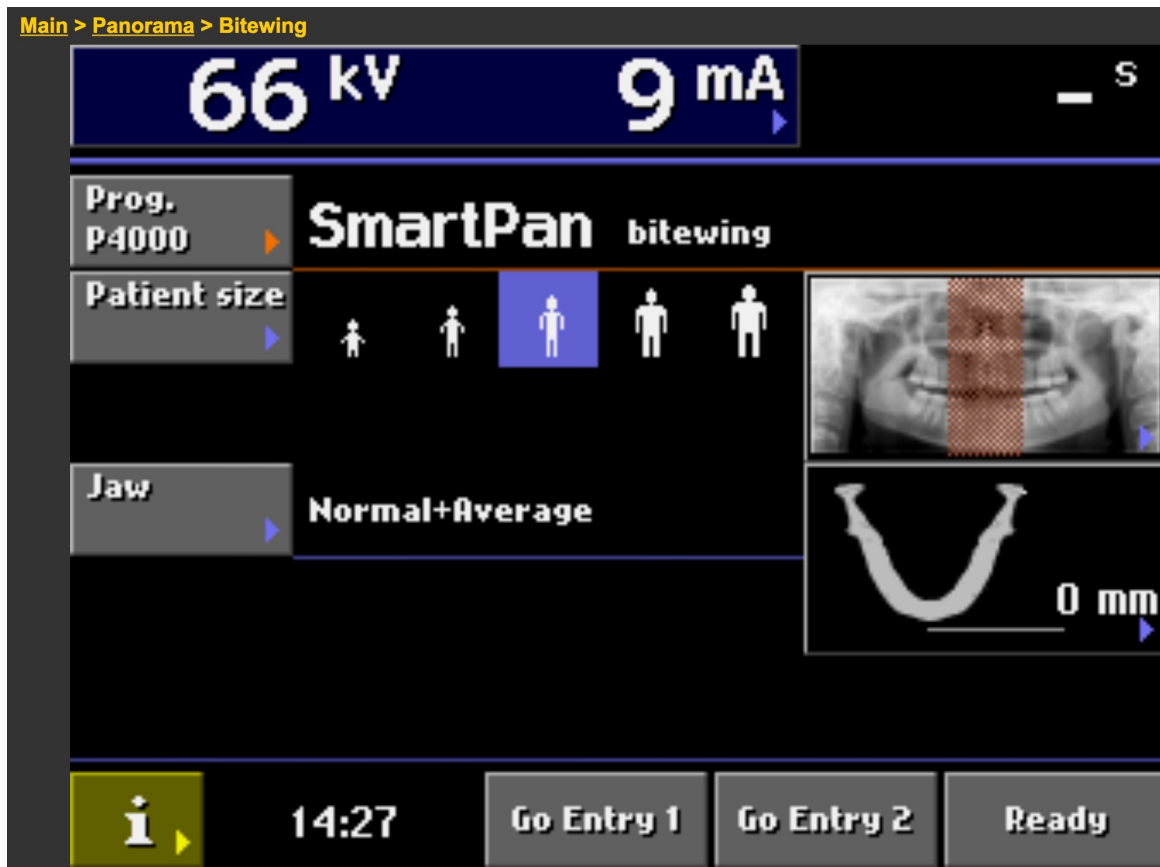 Main > Panorama > Bitewing
66 kV 9 mA
– s
Prog.
P4000
SmartPan bitewing
Patient size
Jaw
Normal+Average
0 mm
i
14:27
Go Entry 1
Go Entry 2
Ready